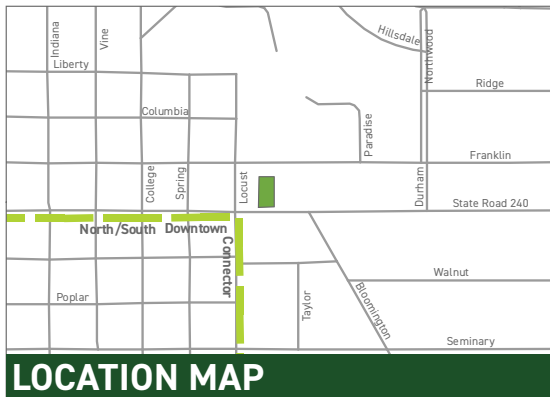 Indiana
Vine
Hillsdale
Northwood
Liberty
Ridge
Columbia
Paradise
Franklin
College
Spring
Locust
Durham
State Road 240
North/South Downtown
Connector
Walnut
Poplar
Taylor
Bloomington
Seminary
LOCATION MAP